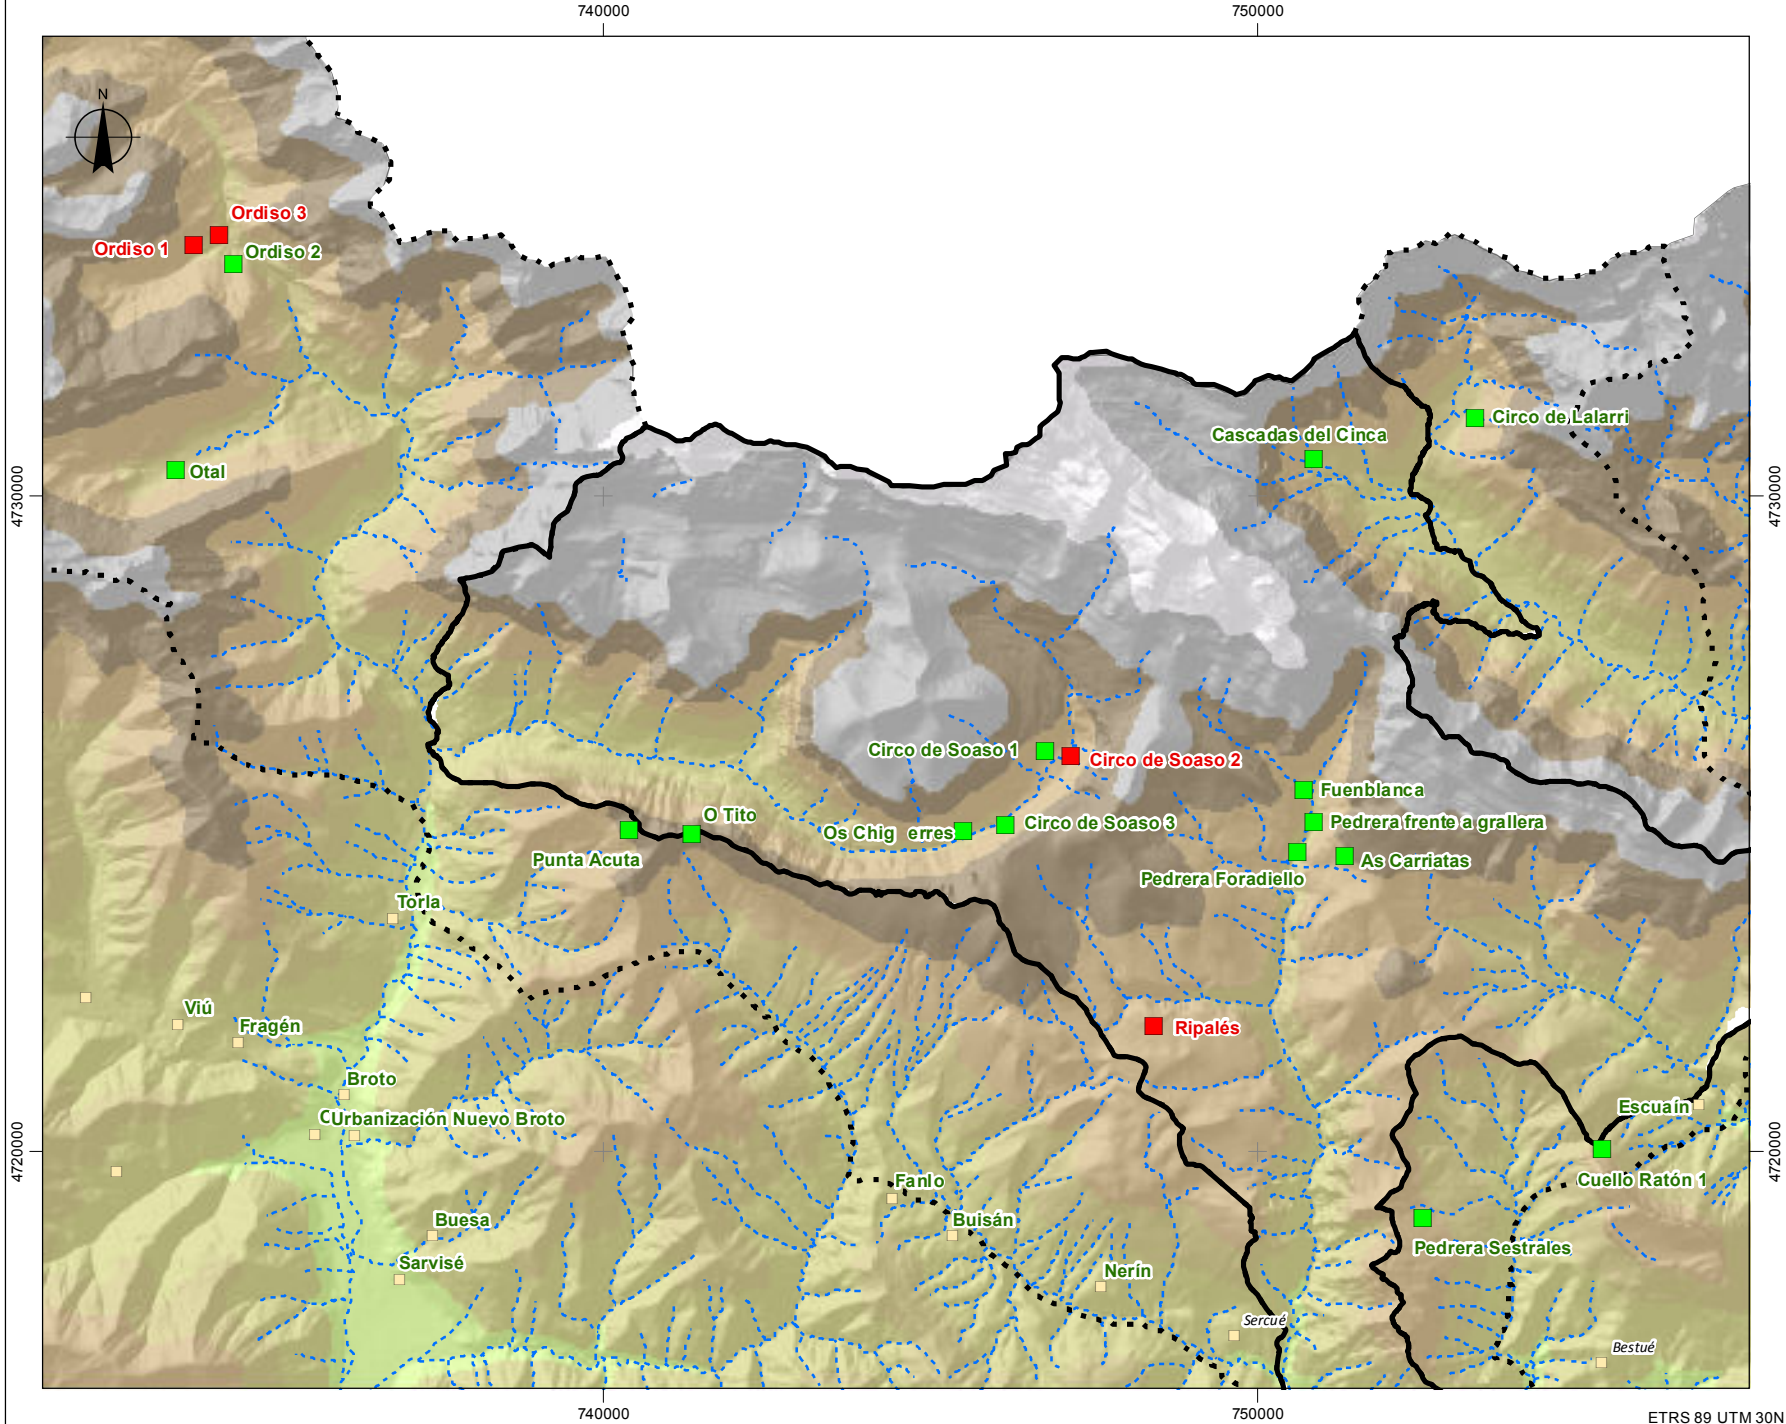 740000
750000
N
Ordiso 3
Ordiso 1
Ordiso 2
Circo de Lalarri
Cascadas del Cinca
Otal
4730000
4730000
Circo de Soaso 1
Circo de Soaso 2
Fuenblanca
O Tito
Os Chig erres
Circo de Soaso 3
Pedrera frente a grallera
Punta Acuta
As Carriatas
Pedrera Foradiello
Torla
Viú
Fragén
Ripalés
Broto
Escuaín
Urbanización Nuevo Broto
4720000
4720000
Fanlo
Cuello Ratón 1
Buesa
Buisán
Pedrera Sestrales
Sarvisé
Nerín
Sercué
Bestué
740000
750000
ETRS 89 UTM 30N